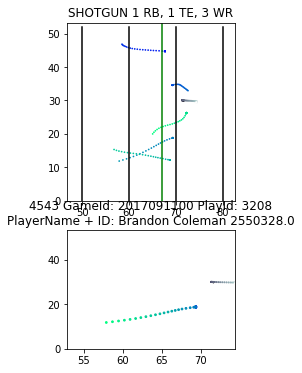 SHOTGUN 1 RB, 1 TE, 3 WR
50
40
30
20
10
0
50 60 70 80
4543 GameId: 2017091100 PlayId: 3208
PlayerName + ID: Brandon Coleman 2550328.0
40
20
0
55 60 65 70